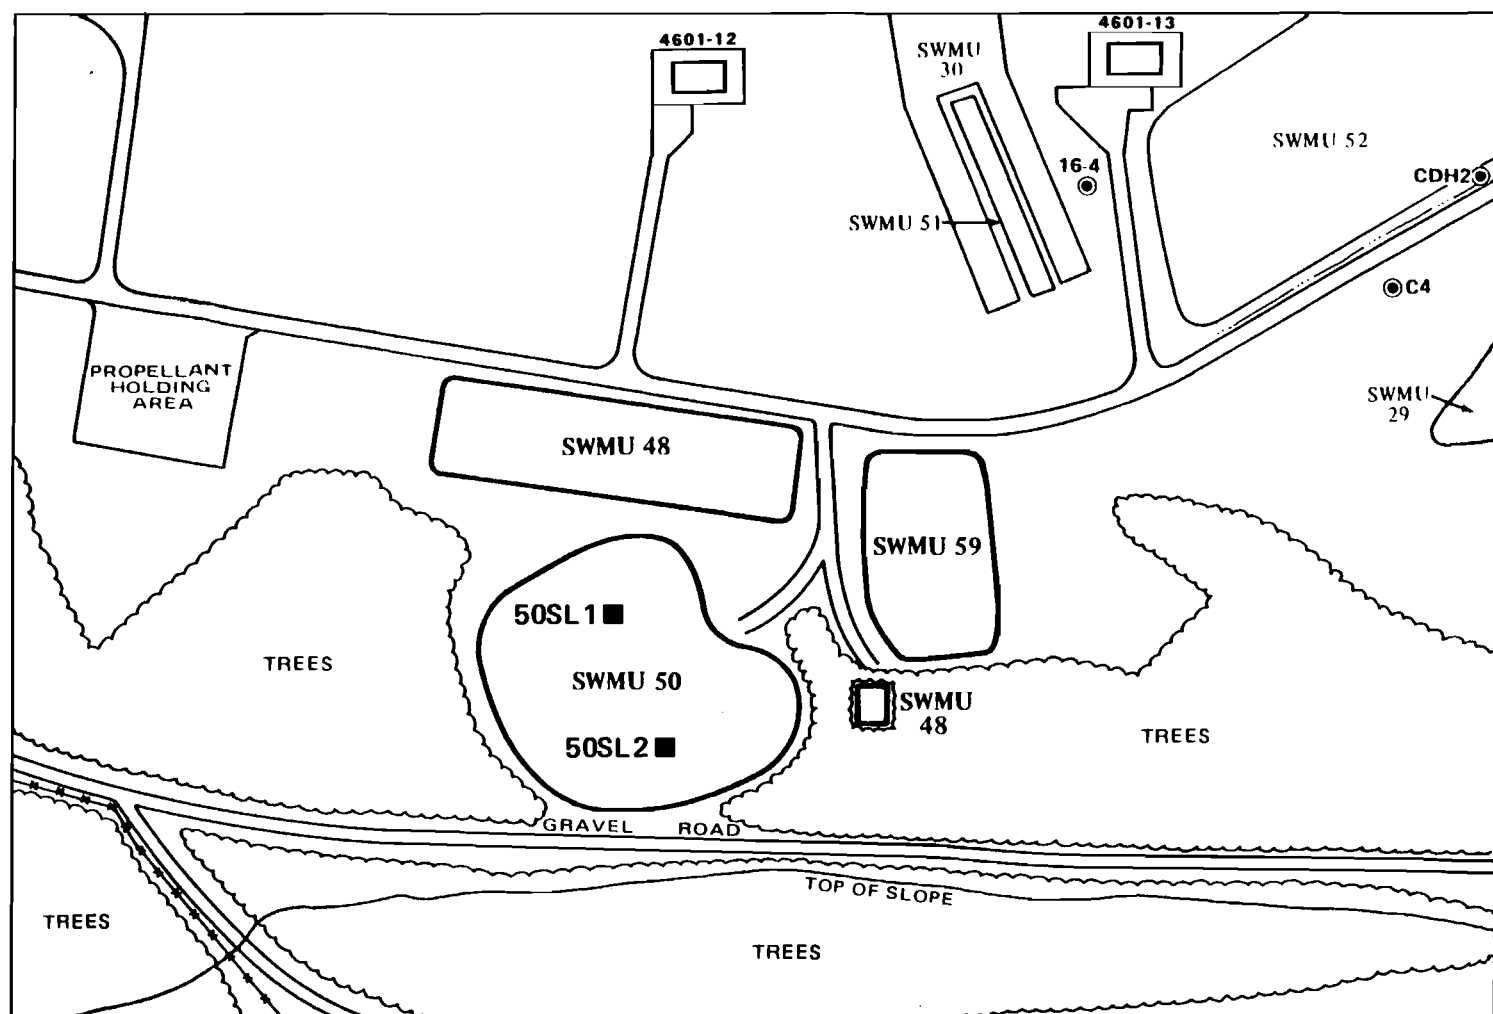 4601-12
4601-13
SWMU
30
SWMU 52
16-4
CDH2
SWMU 51
C4
PROPELLANT
HOLDING
AREA
SWMU
29
SWMU 48
SWMU 59
50SL1
TREES
SWMU 50
SWMU
48
50SL2
TREES
GRAVEL ROAD
TOP OF SLOPE
TREES
TREES